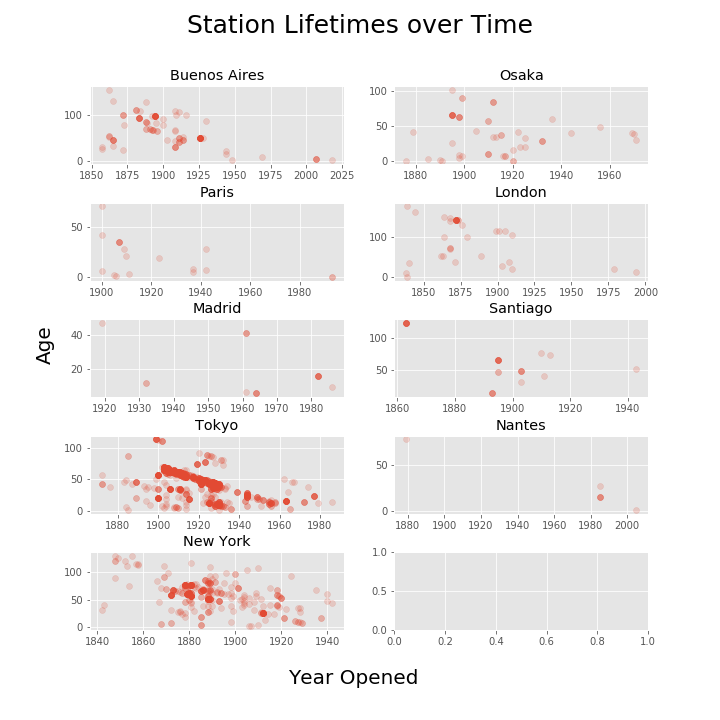 Station Lifetimes over Time
Buenos Aires
Osaka
100
50
0
1850 1875 1900 1925 1950 1975 2000 2025
100
0
1880 1900 1920 1940 1960
Paris
London
50
0
1900 1920 1940 1960 1980
100
0
1850 1875 1900 1925 1950 1975 2000
Madrid
Santiago
40
20
1920 1930 1940 1950 1960 1970 1980
100
50
1860 1880 1900 1920 1940
Age
Tokyo
Nantes
100
50
0
1880 1900 1920 1940 1960 1980
50
0
1880 1900 1920 1940 1960 1980 2000
New York
100
50
0
1840 1860 1880 1900 1920 1940
1.0
0.5
0.0
0.0 0.2 0.4 0.6 0.8 1.0
Year Opened